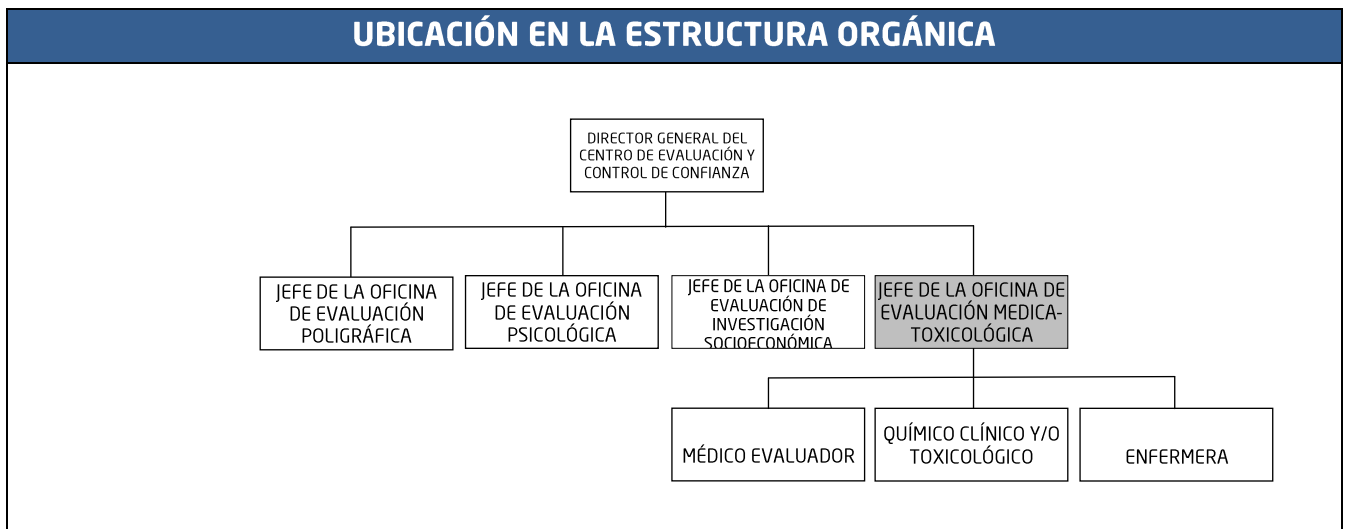 UBICACIÓN EN LA ESTRUCTURA ORGÁNICA
DIRECTOR GENERAL DEL
CENTRO DE EVALUACIÓN Y
CONTROL DE CONFIANZA
JEFE DE LA OFICINA
DE EVALUACIÓN
POLIGRÁFICA
JEFE DE LA OFICINA
DE EVALUACIÓN
PSICOLÓGICA
JEFE DE LA OFICINA DE
EVALUACIÓN DE
INVESTIGACIÓN
SOCIOECONÓMICA
JEFE DE LA OFICINA DE
EVALUACIÓN MEDICA-
TOXICOLÓGICA
MÉDICO EVALUADOR
QUÍMICO CLÍNICO Y/O
TOXICOLÓGICO
ENFERMERA